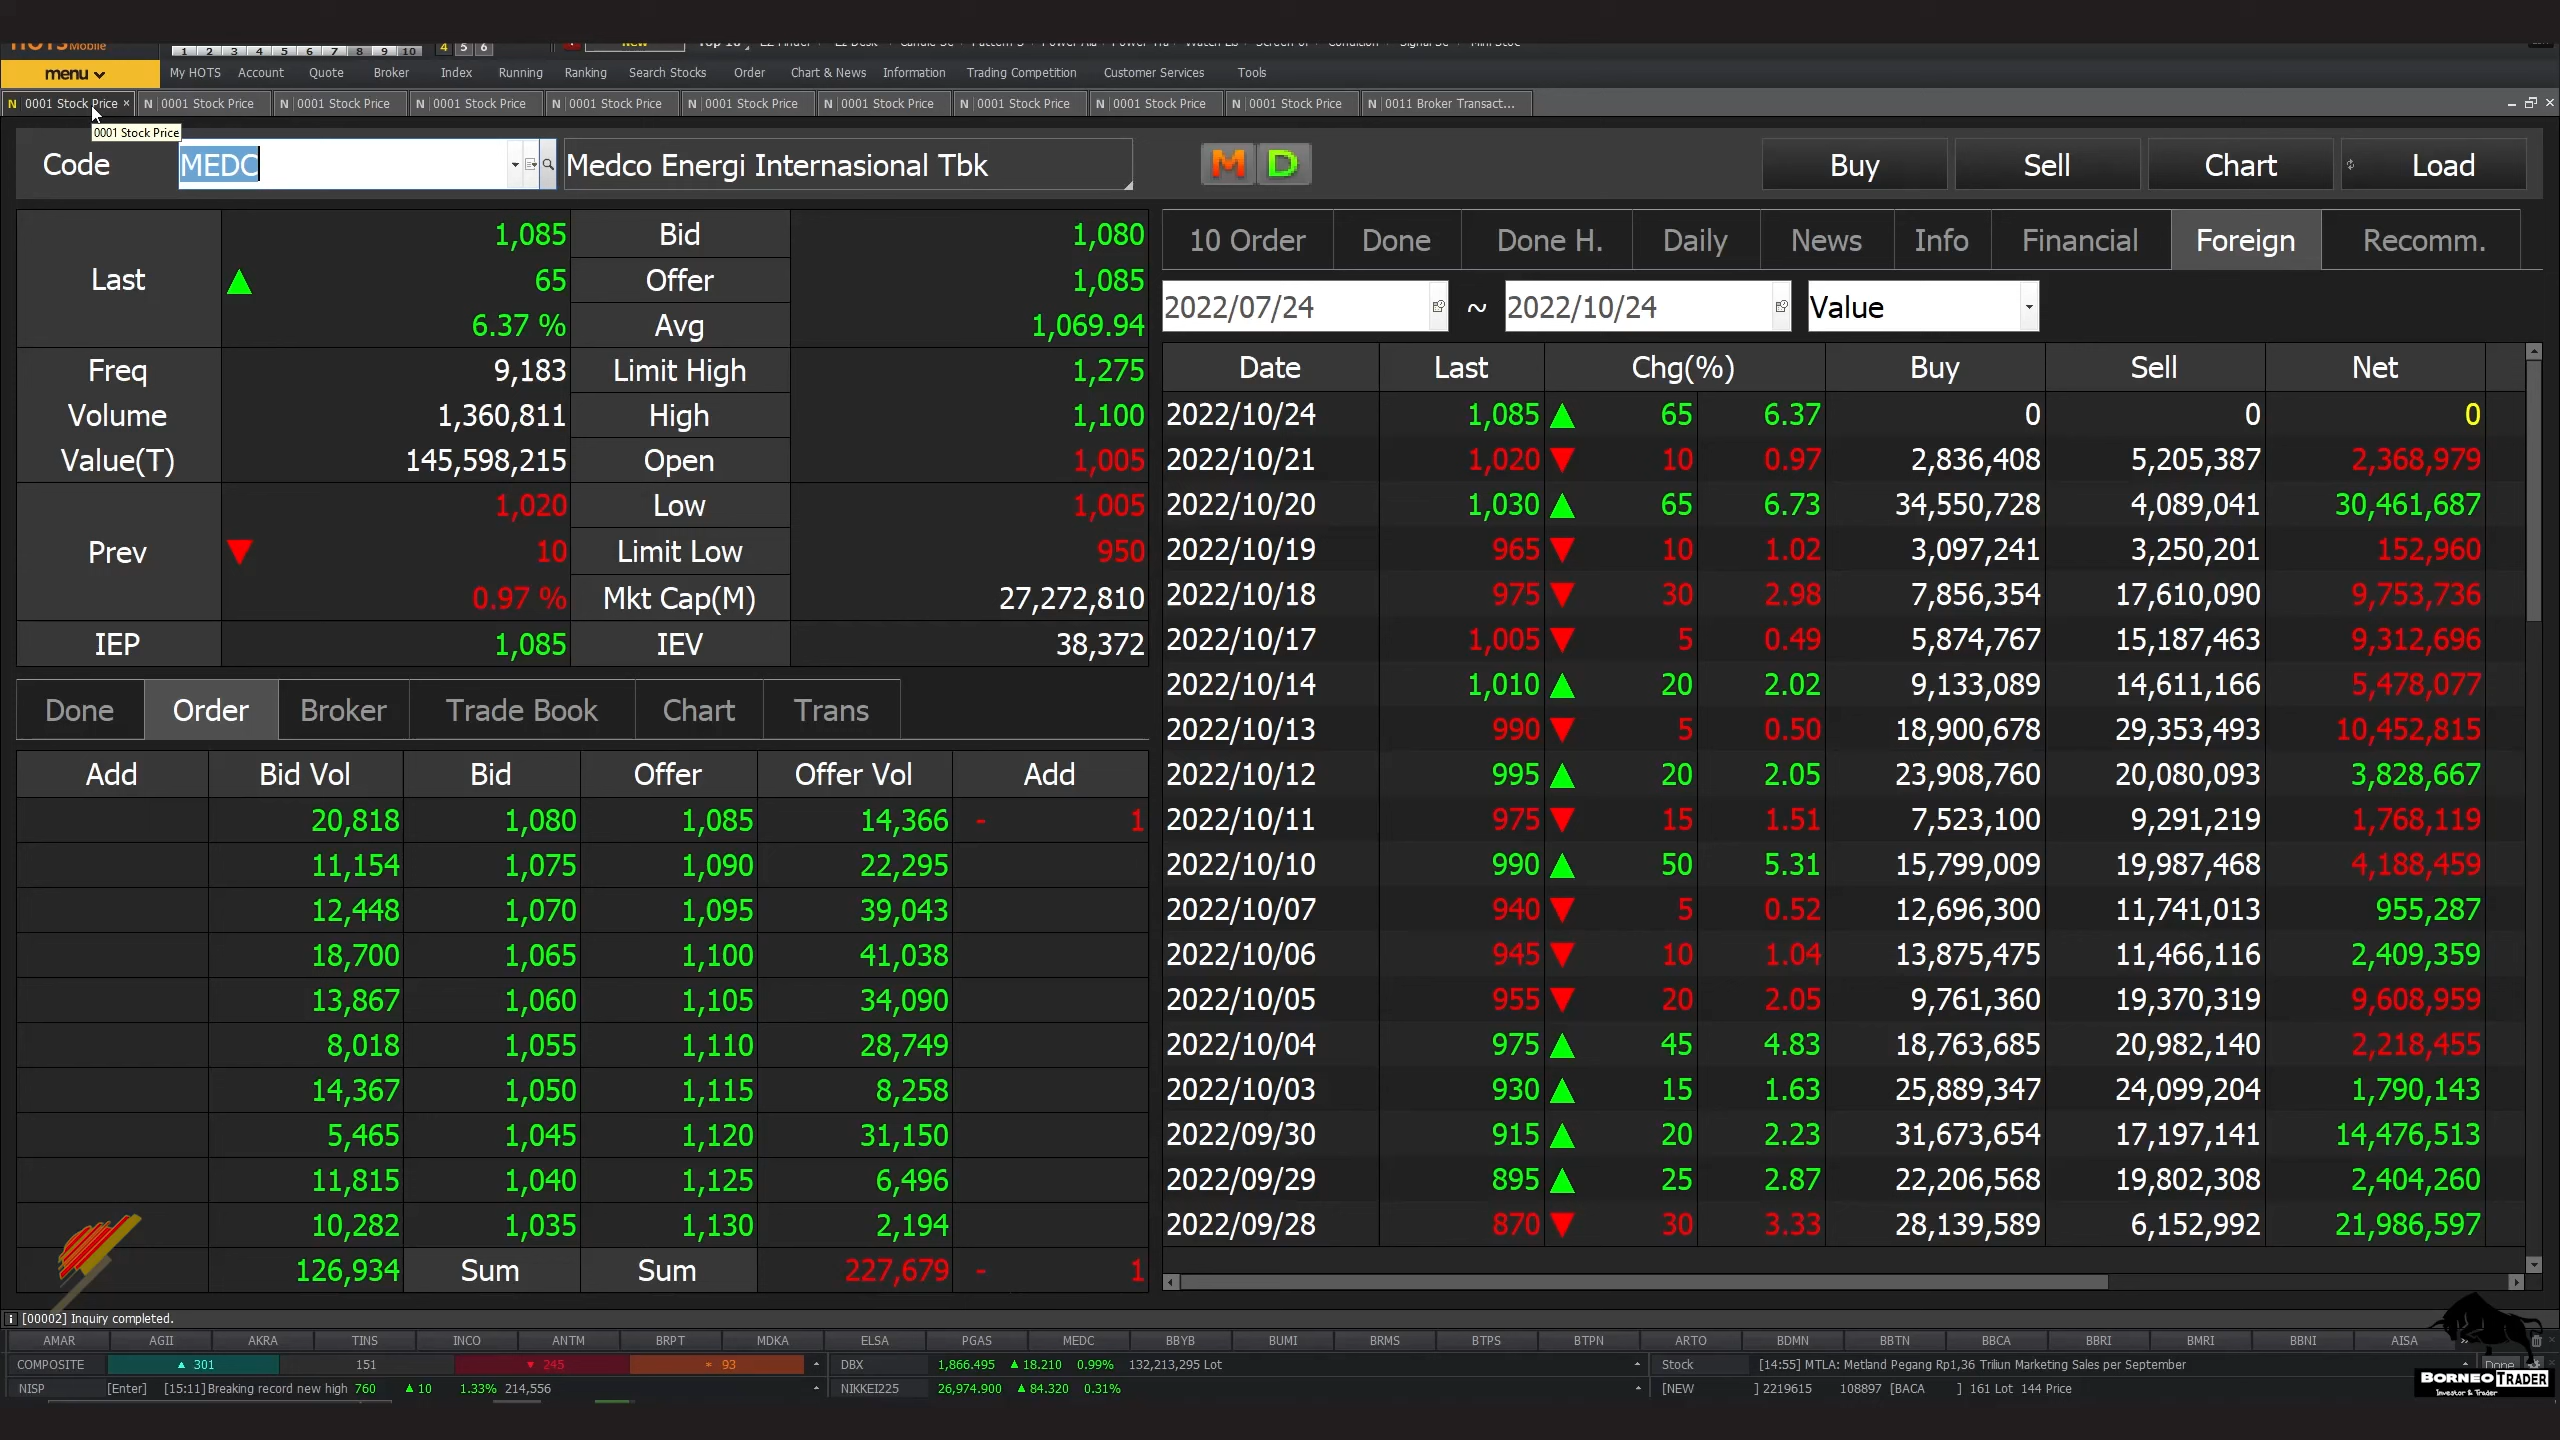 HOTS Mobile
1 2 3 4 5 6 7 8 9 10 4 5 6 New
menu My HOTS Account Quote Broker Index Running Ranking Search Stocks Order Chart & News Information Trading Competition Customer Services Tools
N 0001 Stock Price × N 0001 Stock Price N 0001 Stock Price N 0001 Stock Price N 0001 Stock Price N 0001 Stock Price N 0001 Stock Price N 0001 Stock Price N 0001 Stock Price N 0001 Stock Price N 0011 Broker Transact...
0001 Stock Price
Code MEDC Medco Energi Internasional Tbk M D Buy Sell Chart Load
Last ▲ 1,085 65 6.37 %
Bid 1,080
Offer 1,085
Avg 1,069.94
Freq 9,183 Limit High 1,275
Volume 1,360,811 High 1,100
Value(T) 145,598,215 Open 1,005
Prev ▼ 1,020 10 0.97 %
Low 1,005
Limit Low 950
Mkt Cap(M) 27,272,810
IEP 1,085 IEV 38,372
Done Order Broker Trade Book Chart Trans
Add Bid Vol Bid Offer Offer Vol Add
20,818 1,080 1,085 14,366 - 1
11,154 1,075 1,090 22,295
12,448 1,070 1,095 39,043
18,700 1,065 1,100 41,038
13,867 1,060 1,105 34,090
8,018 1,055 1,110 28,749
14,367 1,050 1,115 8,258
5,465 1,045 1,120 31,150
11,815 1,040 1,125 6,496
10,282 1,035 1,130 2,194
126,934 Sum Sum 227,679 - 1
10 Order Done Done H. Daily News Info Financial Foreign Recomm.
2022/07/24 ~ 2022/10/24 Value
Date Last Chg(%) Buy Sell Net
2022/10/24 1,085 ▲ 65 6.37 0 0 0
2022/10/21 1,020 ▼ 10 0.97 2,836,408 5,205,387 2,368,979
2022/10/20 1,030 ▲ 65 6.73 34,550,728 4,089,041 30,461,687
2022/10/19 965 ▼ 10 1.02 3,097,241 3,250,201 152,960
2022/10/18 975 ▼ 30 2.98 7,856,354 17,610,090 9,753,736
2022/10/17 1,005 ▼ 5 0.49 5,874,767 15,187,463 9,312,696
2022/10/14 1,010 ▲ 20 2.02 9,133,089 14,611,166 5,478,077
2022/10/13 990 ▼ 5 0.50 18,900,678 29,353,493 10,452,815
2022/10/12 995 ▲ 20 2.05 23,908,760 20,080,093 3,828,667
2022/10/11 975 ▼ 15 1.51 7,523,100 9,291,219 1,768,119
2022/10/10 990 ▲ 50 5.31 15,799,009 19,987,468 4,188,459
2022/10/07 940 ▼ 5 0.52 12,696,300 11,741,013 955,287
2022/10/06 945 ▼ 10 1.04 13,875,475 11,466,116 2,409,359
2022/10/05 955 ▼ 20 2.05 9,761,360 19,370,319 9,608,959
2022/10/04 975 ▲ 45 4.83 18,763,685 20,982,140 2,218,455
2022/10/03 930 ▲ 15 1.63 25,889,347 24,099,204 1,790,143
2022/09/30 915 ▲ 20 2.23 31,673,654 17,197,141 14,476,513
2022/09/29 895 ▲ 25 2.87 22,206,568 19,802,308 2,404,260
2022/09/28 870 ▼ 30 3.33 28,139,589 6,152,992 21,986,597
[00002] Inquiry completed.
AMAR AGII AKRA TINS INCO ANTM BRPT MDKA ELSA PGAS MEDC BBYB BUMI BRMS BTPS BTPN ARTO BDMN BBTN BBCA BBRI BMRI BBNI AISA
COMPOSITE ▲ 301 151 ▼ 245 93 DBX 1,866.495 ▲ 18.210 0.99% 132,213,295 Lot Stock [14:55] MTLA: Metland Pegang Rp1,36 Triliun Marketing Sales per September Done
NISP [Enter] [15:11]Breaking record new high 760 ▲ 10 1.33% 214,556 NIKKEI225 26,974.900 ▲ 84.320 0.31% [NEW ] 2219615 108897 [BACA ] 161 Lot 144 Price
BORNEO TRADER
Investor & Trader